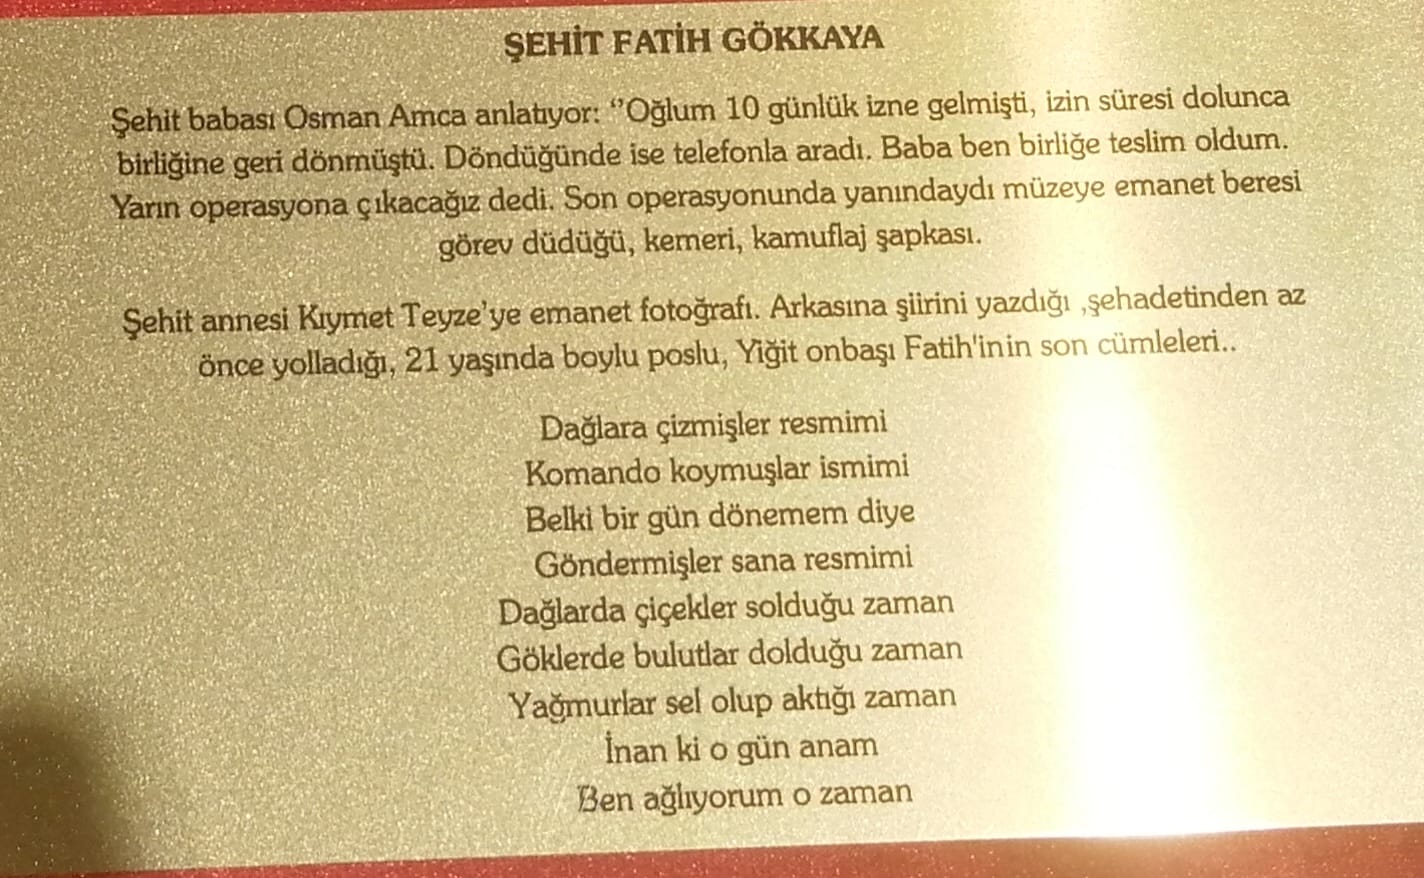 ŞEHİT FATİH GÖKKAYA
Şehit babası Osman Amca anlatıyor: ‘’Oğlum 10 günlük izne gelmişti, izin süresi dolunca
birliğine geri dönmüştü. Döndüğünde ise telefonla aradı. Baba ben birliğe teslim oldum.
Yarın operasyona çıkacağız dedi. Son operasyonunda yanındaydı müzeye emanet beresi
görev düdüğü, kemeri, kamuflaj şapkası.
Şehit annesi Kıymet Teyze'ye emanet fotoğrafı. Arkasına şiirini yazdığı ,şehadetinden az
önce yolladığı, 21 yaşında boylu poslu, Yiğit onbaşı Fatih'inin son cümleleri..
Dağlara çizmişler resmimi
Komando koymuşlar ismimi
Belki bir gün dönemem diye
Göndermişler sana resmimi
Dağlarda çiçekler solduğu zaman
Göklerde bulutlar dolduğu zaman
Yağmurlar sel olup aktığı zaman
İnan ki o gün anam
Ben ağlıyorum o zaman